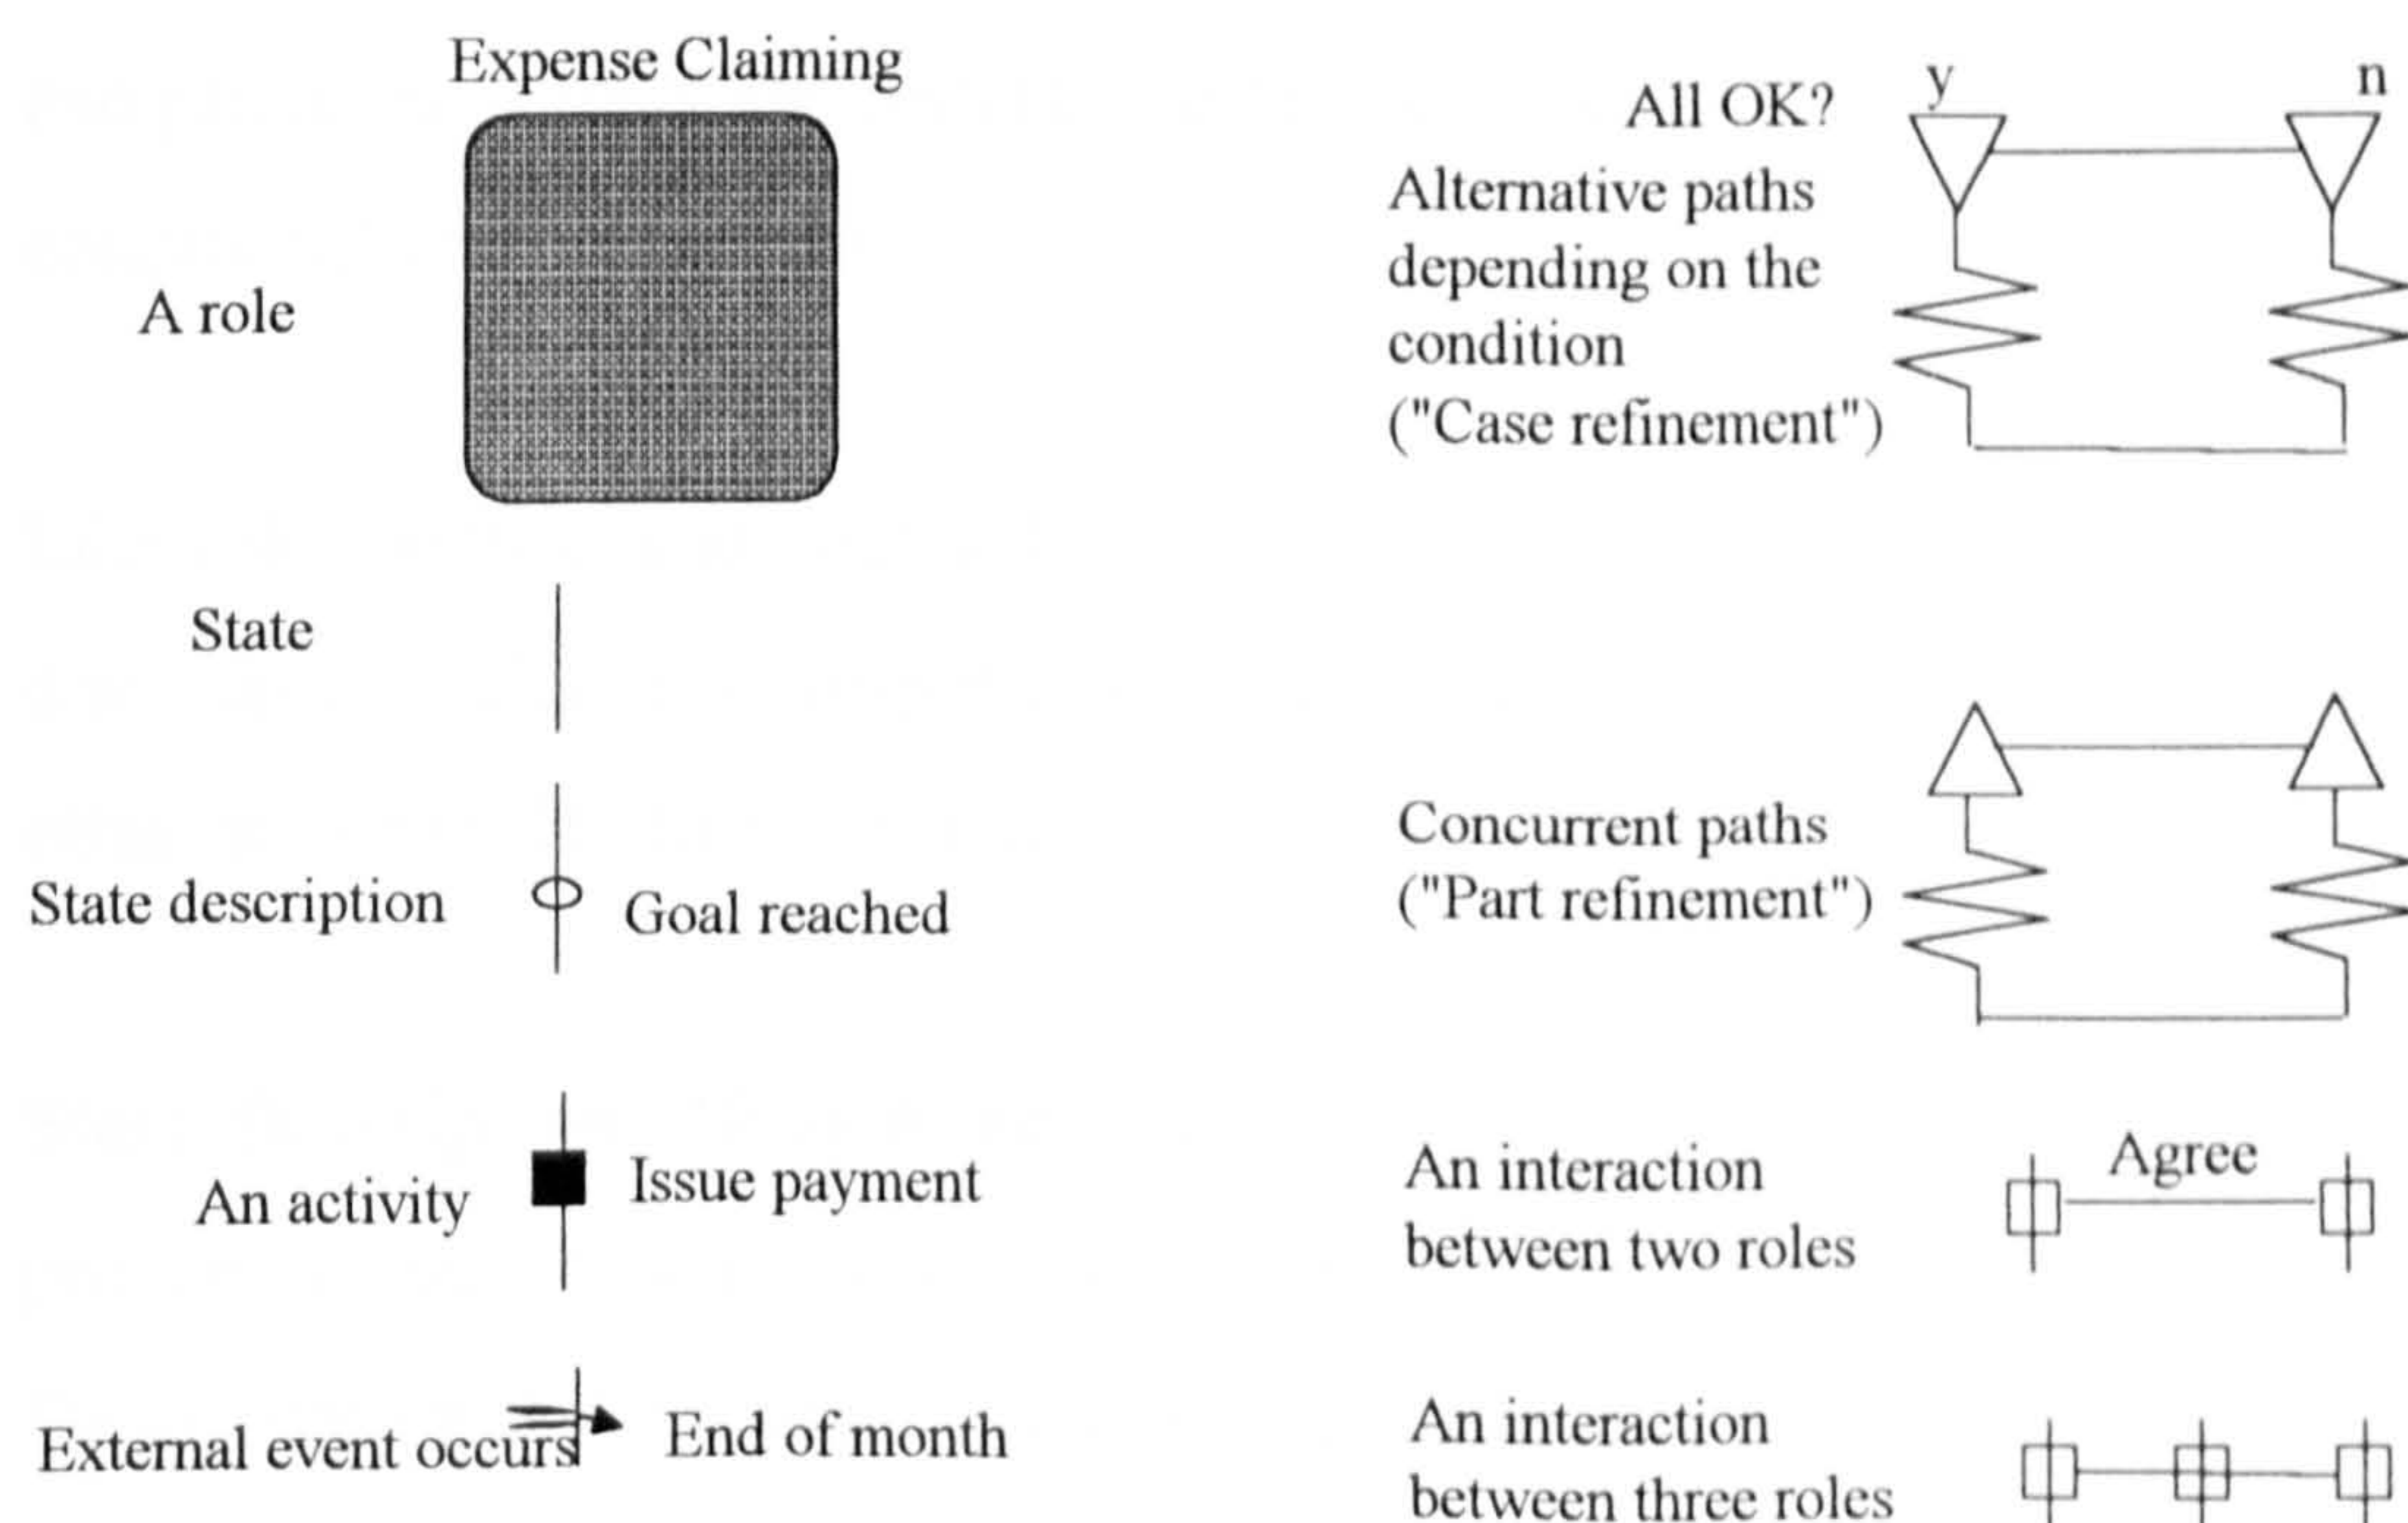 Expense Claiming
A role
State
State description
Goal reached
An activity
Issue payment
External event occurs
End of month
All OK?
y
n
Alternative paths
depending on the
condition
("Case refinement")
Concurrent paths
("Part refinement")
An interaction
between two roles
Agree
An interaction
between three roles